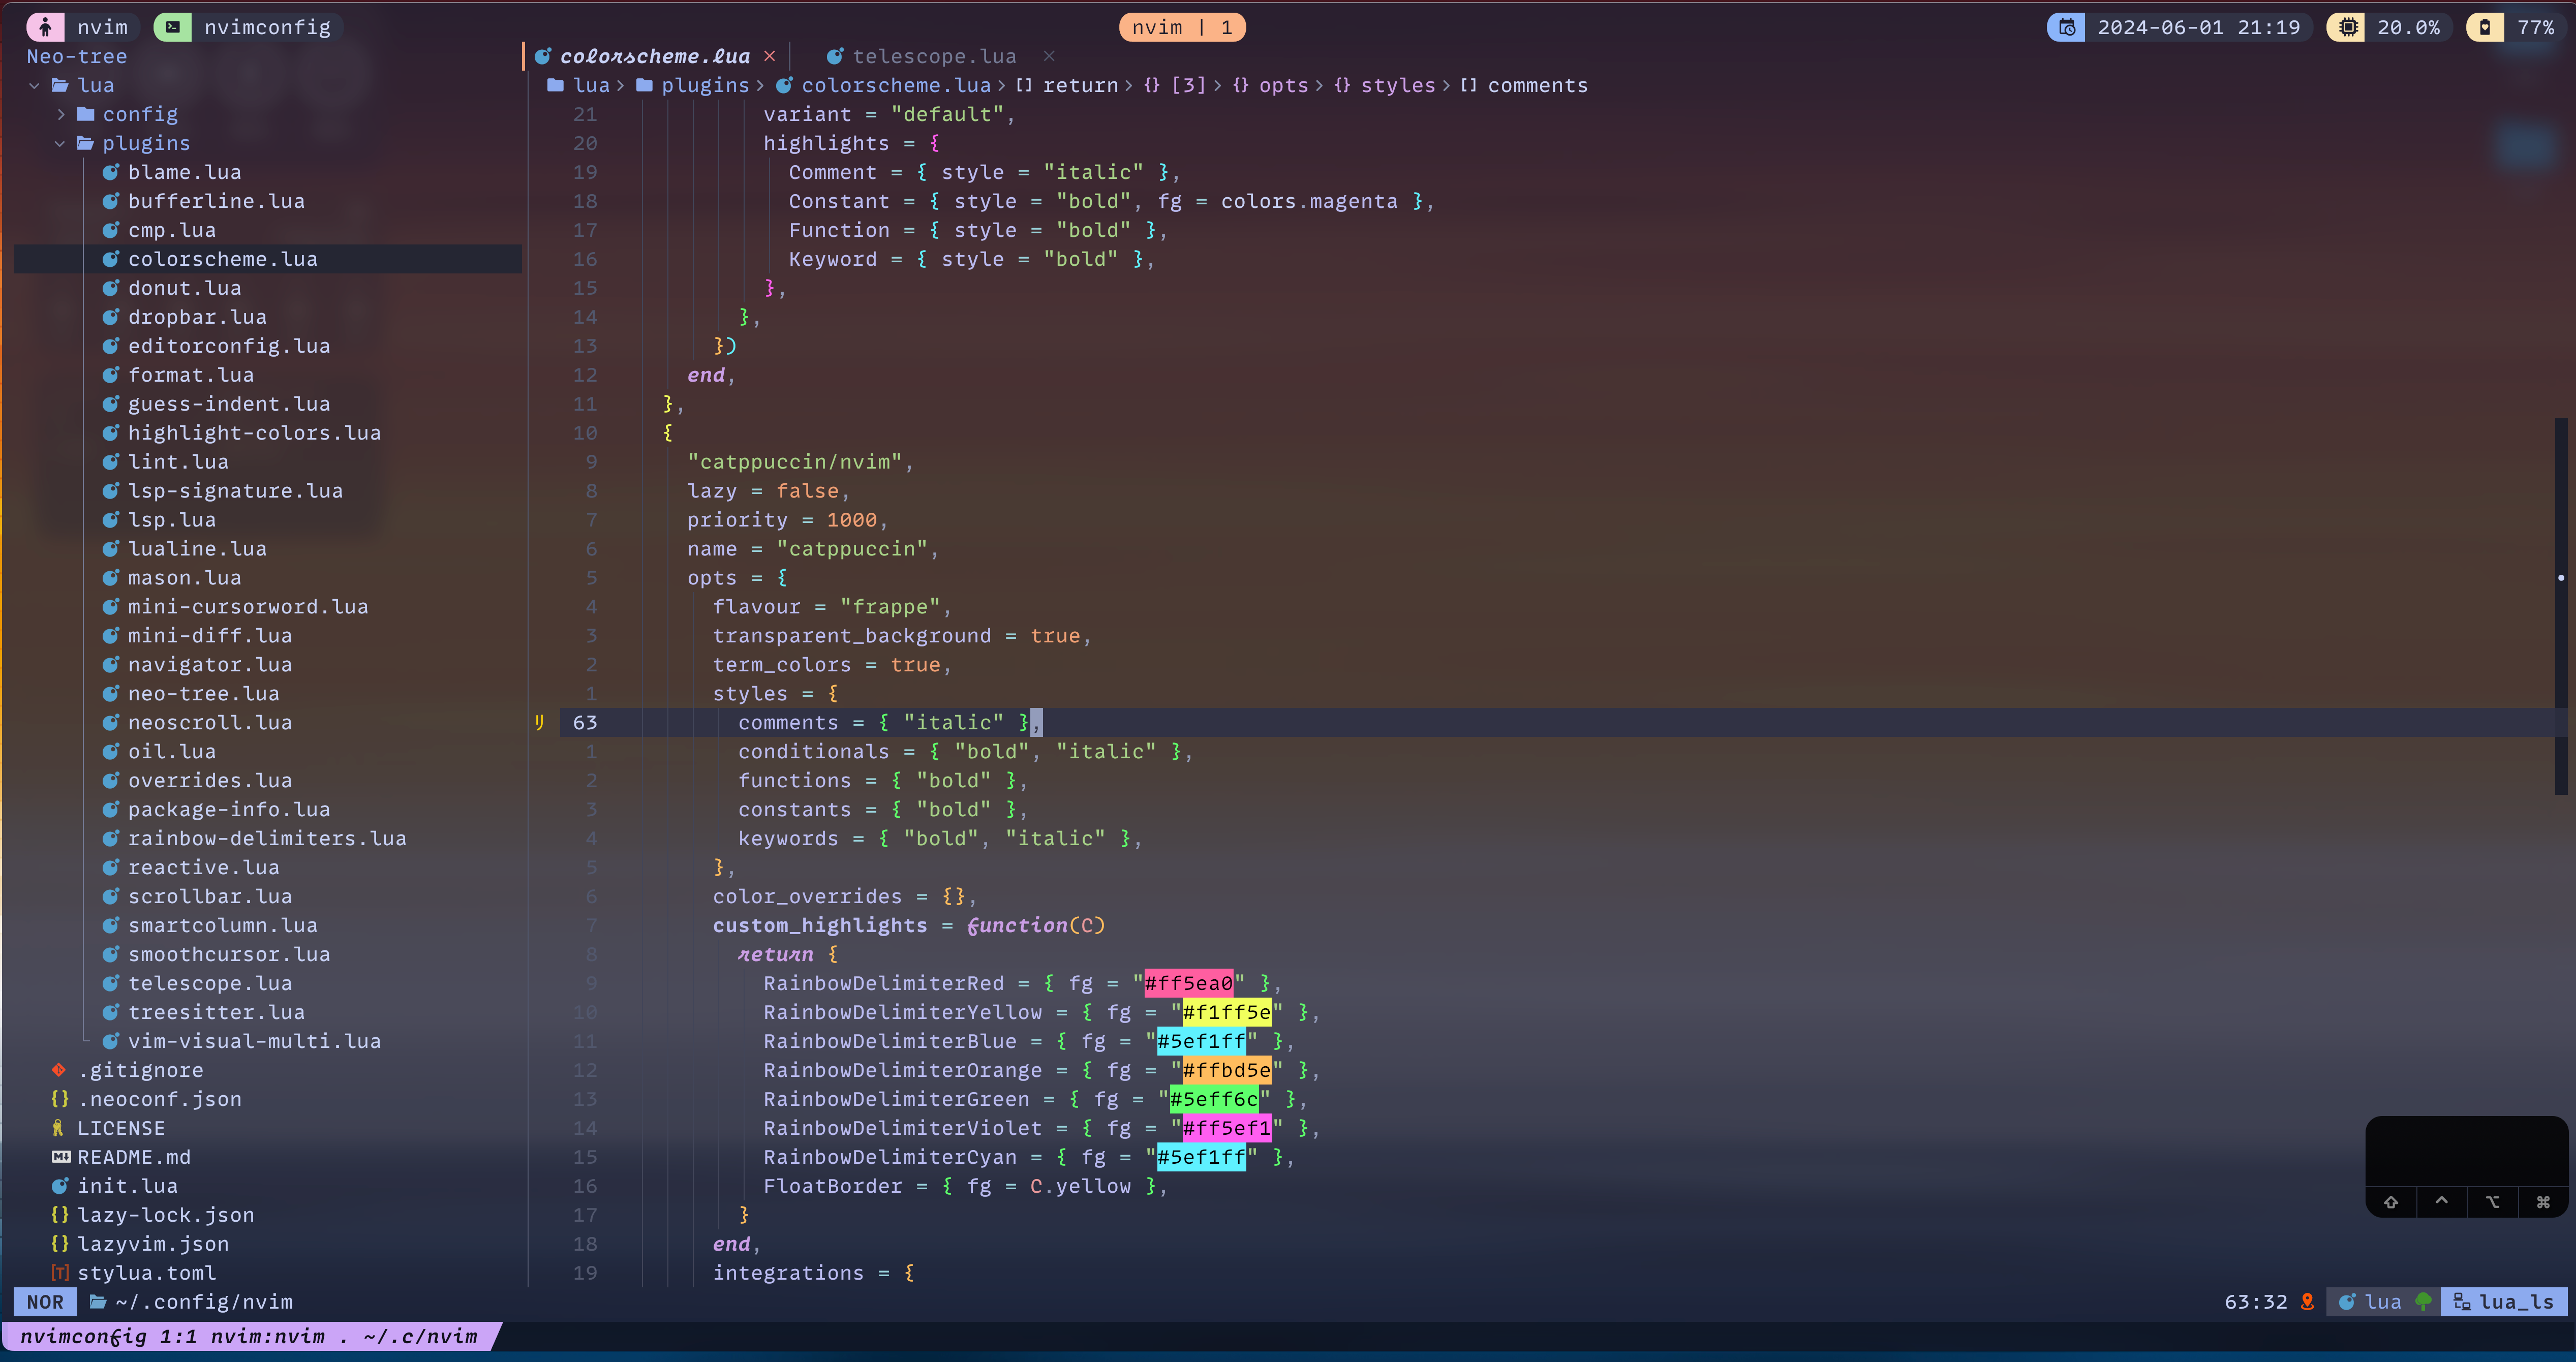 nvim nvimconfig nvim | 1 2024-06-01 21:19 20.0% 77%
Neo-tree
lua
config
plugins
blame.lua
bufferline.lua
cmp.lua
colorscheme.lua
donut.lua
dropbar.lua
editorconfig.lua
format.lua
guess-indent.lua
highlight-colors.lua
lint.lua
lsp-signature.lua
lsp.lua
lualine.lua
mason.lua
mini-cursorword.lua
mini-diff.lua
navigator.lua
neo-tree.lua
neoscroll.lua
oil.lua
overrides.lua
package-info.lua
rainbow-delimiters.lua
reactive.lua
scrollbar.lua
smartcolumn.lua
smoothcursor.lua
telescope.lua
treesitter.lua
vim-visual-multi.lua
.gitignore
{} .neoconf.json
LICENSE
README.md
init.lua
{} lazy-lock.json
{} lazyvim.json
[T] stylua.toml
colorscheme.lua × telescope.lua ×
lua > plugins > colorscheme.lua > [] return > {} [3] > {} opts > {} styles > [] comments
21 variant = "default",
20 highlights = {
19 Comment = { style = "italic" },
18 Constant = { style = "bold", fg = colors.magenta },
17 Function = { style = "bold" },
16 Keyword = { style = "bold" },
15 },
14 },
13 })
12 end,
11 },
10 {
9 "catppuccin/nvim",
8 lazy = false,
7 priority = 1000,
6 name = "catppuccin",
5 opts = {
4 flavour = "frappe",
3 transparent_background = true,
2 term_colors = true,
1 styles = {
63 comments = { "italic" },
1 conditionals = { "bold", "italic" },
2 functions = { "bold" },
3 constants = { "bold" },
4 keywords = { "bold", "italic" },
5 },
6 color_overrides = {},
7 custom_highlights = function(C)
8 return {
9 RainbowDelimiterRed = { fg = "#ff5ea0" },
10 RainbowDelimiterYellow = { fg = "#f1ff5e" },
11 RainbowDelimiterBlue = { fg = "#5ef1ff" },
12 RainbowDelimiterOrange = { fg = "#ffbd5e" },
13 RainbowDelimiterGreen = { fg = "#5eff6c" },
14 RainbowDelimiterViolet = { fg = "#ff5ef1" },
15 RainbowDelimiterCyan = { fg = "#5ef1ff" },
16 FloatBorder = { fg = C.yellow },
17 }
18 end,
19 integrations = {
NOR ~/.config/nvim 63:32 lua lua_ls
nvimconfig 1:1 nvim:nvim . ~/.c/nvim